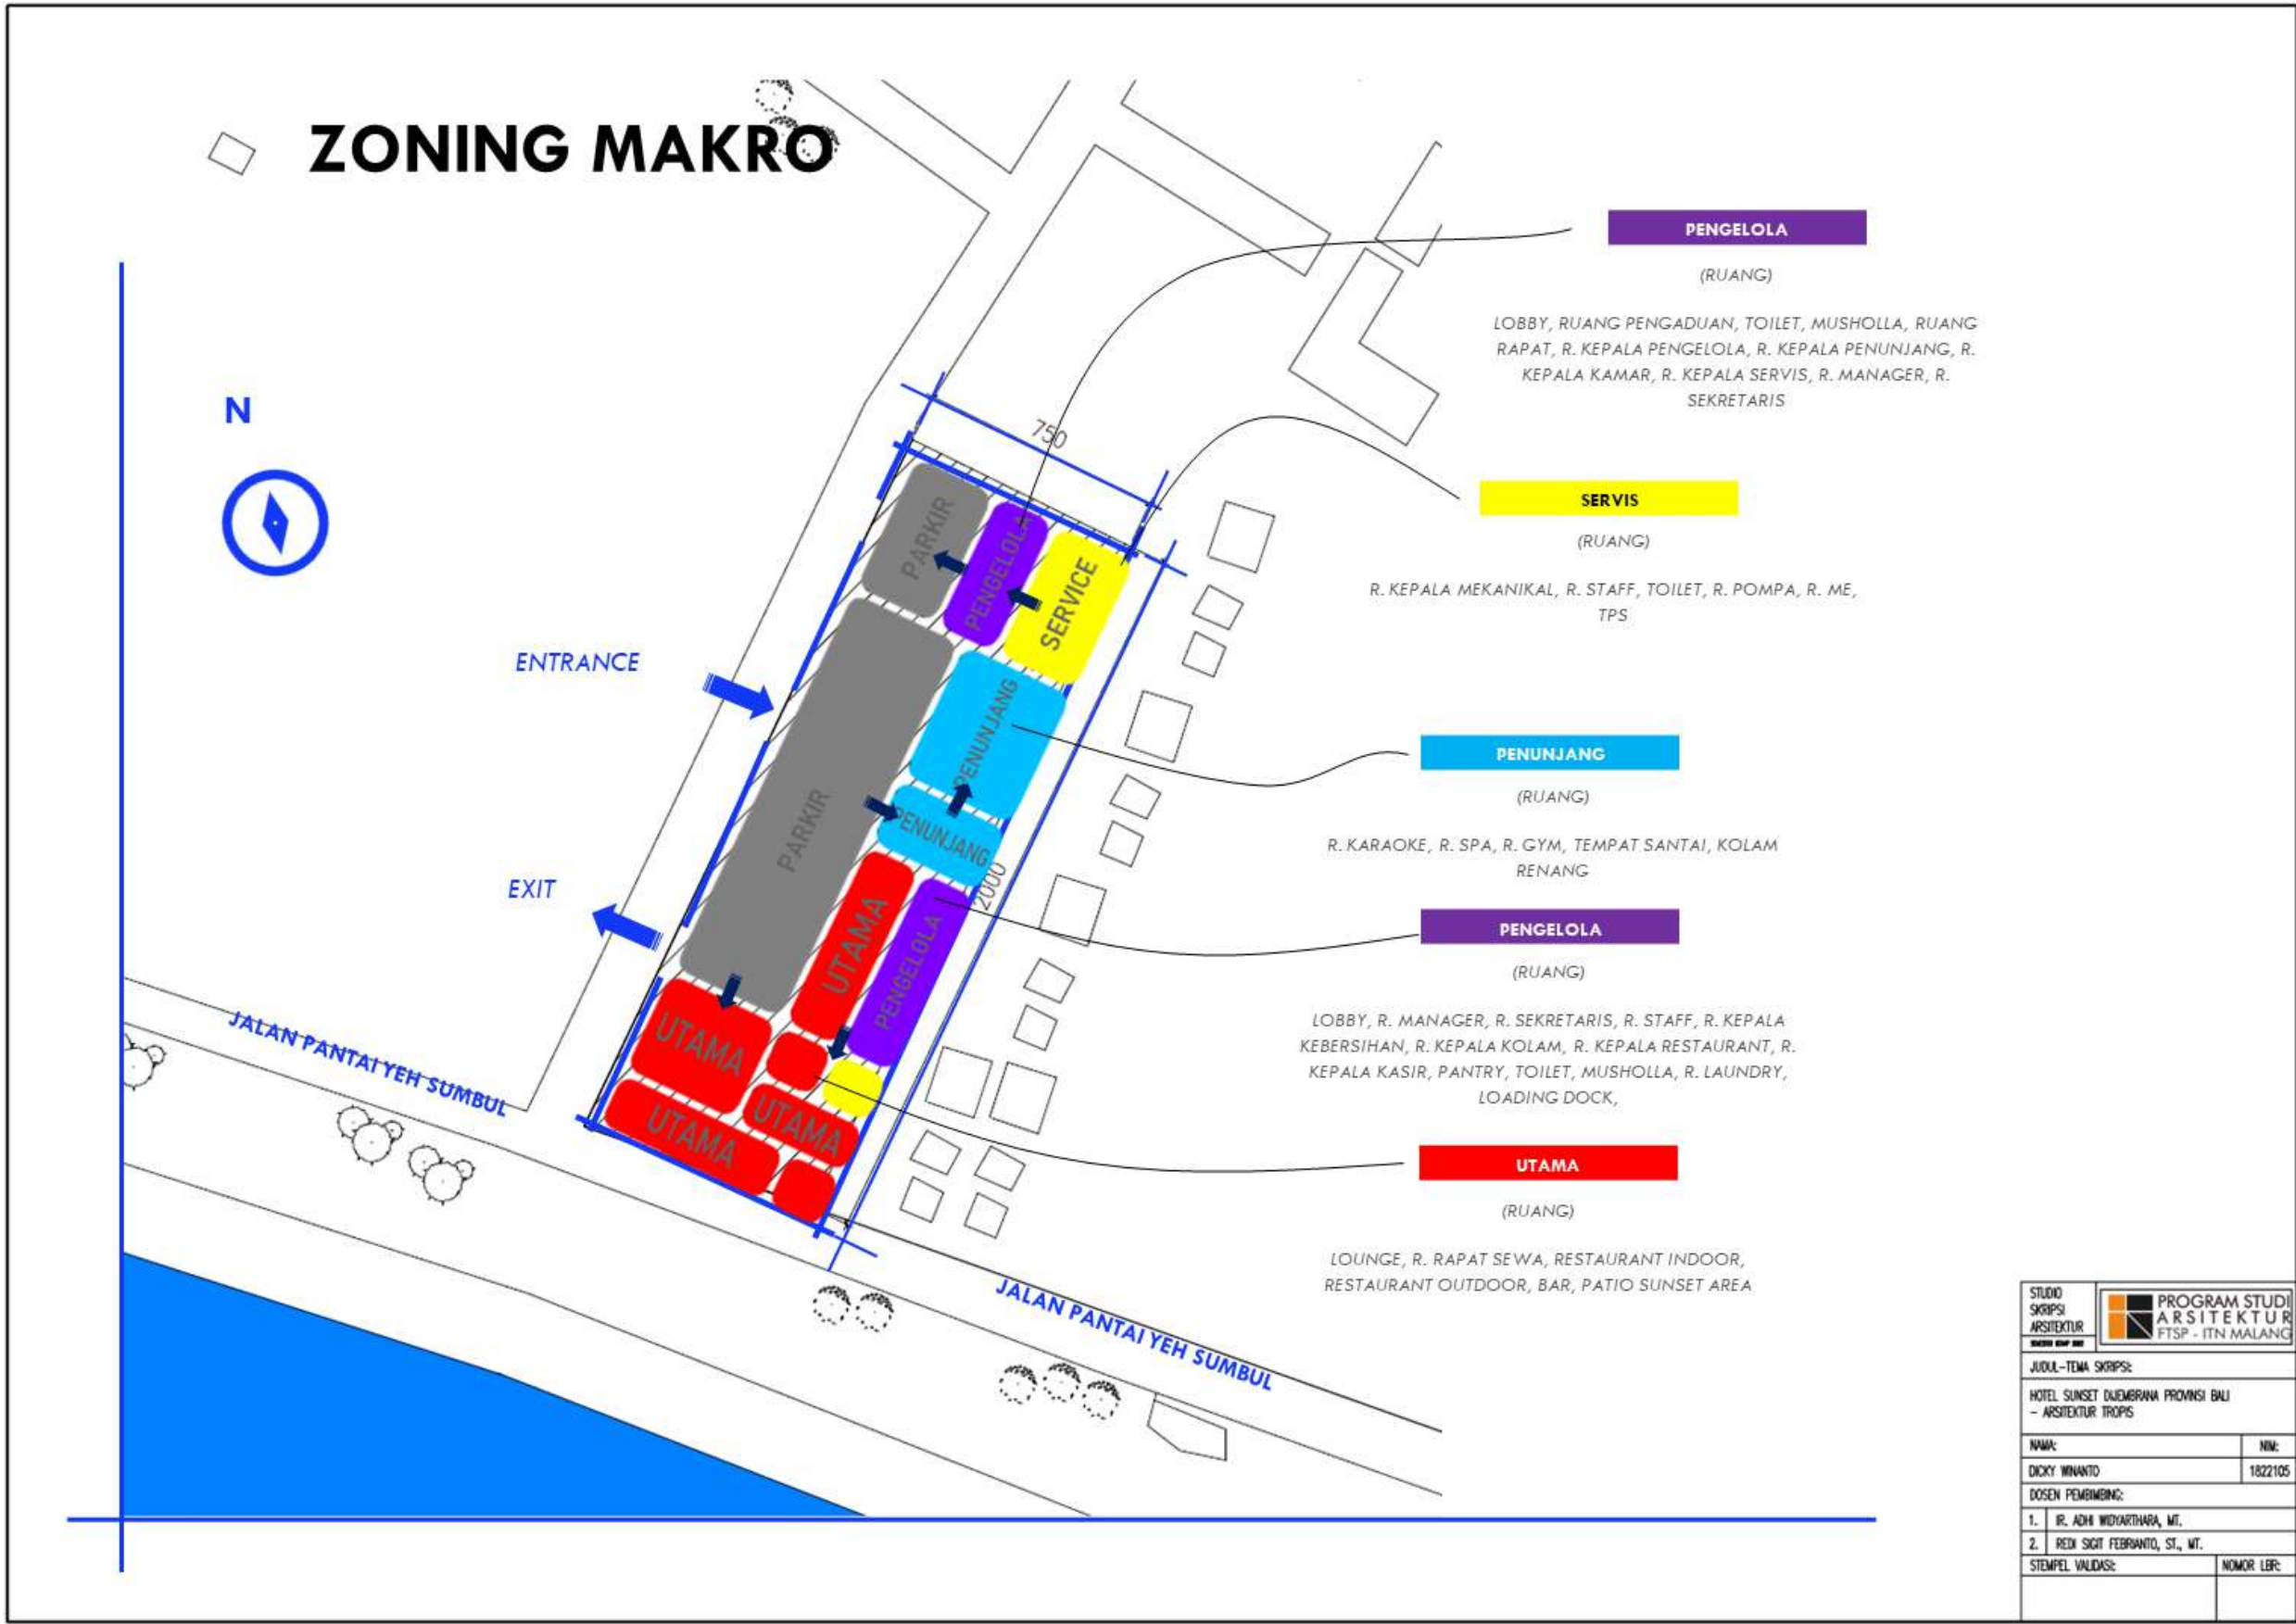 ZONING MAKRO
N
ENTRANCE
EXIT
JALAN PANTAI YEH SUMBUL
JALAN PANTAI YEH SUMBUL
750
2000
PARKIR
PENGELOLA
SERVICE
PARKIR
PENUNJANG
PENUNJANG
UTAMA
PENGELOLA
UTAMA
UTAMA
UTAMA
PENGELOLA
(RUANG)
LOBBY, RUANG PENGADUAN, TOILET, MUSHOLLA, RUANG
RAPAT, R. KEPALA PENGELOLA, R. KEPALA PENUNJANG, R.
KEPALA KAMAR, R. KEPALA SERVIS, R. MANAGER, R.
SEKRETARIS
SERVIS
(RUANG)
R. KEPALA MEKANIKAL, R. STAFF, TOILET, R. POMPA, R. ME,
TPS
PENUNJANG
(RUANG)
R. KARAOKE, R. SPA, R. GYM, TEMPAT SANTAI, KOLAM
RENANG
PENGELOLA
(RUANG)
LOBBY, R. MANAGER, R. SEKRETARIS, R. STAFF, R. KEPALA
KEBERSIHAN, R. KEPALA KOLAM, R. KEPALA RESTAURANT, R.
KEPALA KASIR, PANTRY, TOILET, MUSHOLLA, R. LAUNDRY,
LOADING DOCK,
UTAMA
(RUANG)
LOUNGE, R. RAPAT SEWA, RESTAURANT INDOOR,
RESTAURANT OUTDOOR, BAR, PATIO SUNSET AREA
STUDIO
SKRIPSI
ARSITEKTUR
PROGRAM STUDI
ARSITEKTUR
FTSP - ITN MALANG
JUDUL-TEMA SKRIPSI:
HOTEL SUNSET DIJEMBRANA PROVINSI BALI
- ARSITEKTUR TROPIS
NAMA: NIM:
DICKY WINANTO 1822105
DOSEN PEMBIMBING:
1. IR. ADHI WIDYARTHARA, MT.
2. REDI SIGIT FEBRIANTO, ST., MT.
STEMPEL VALIDASI: NOMOR LBR: